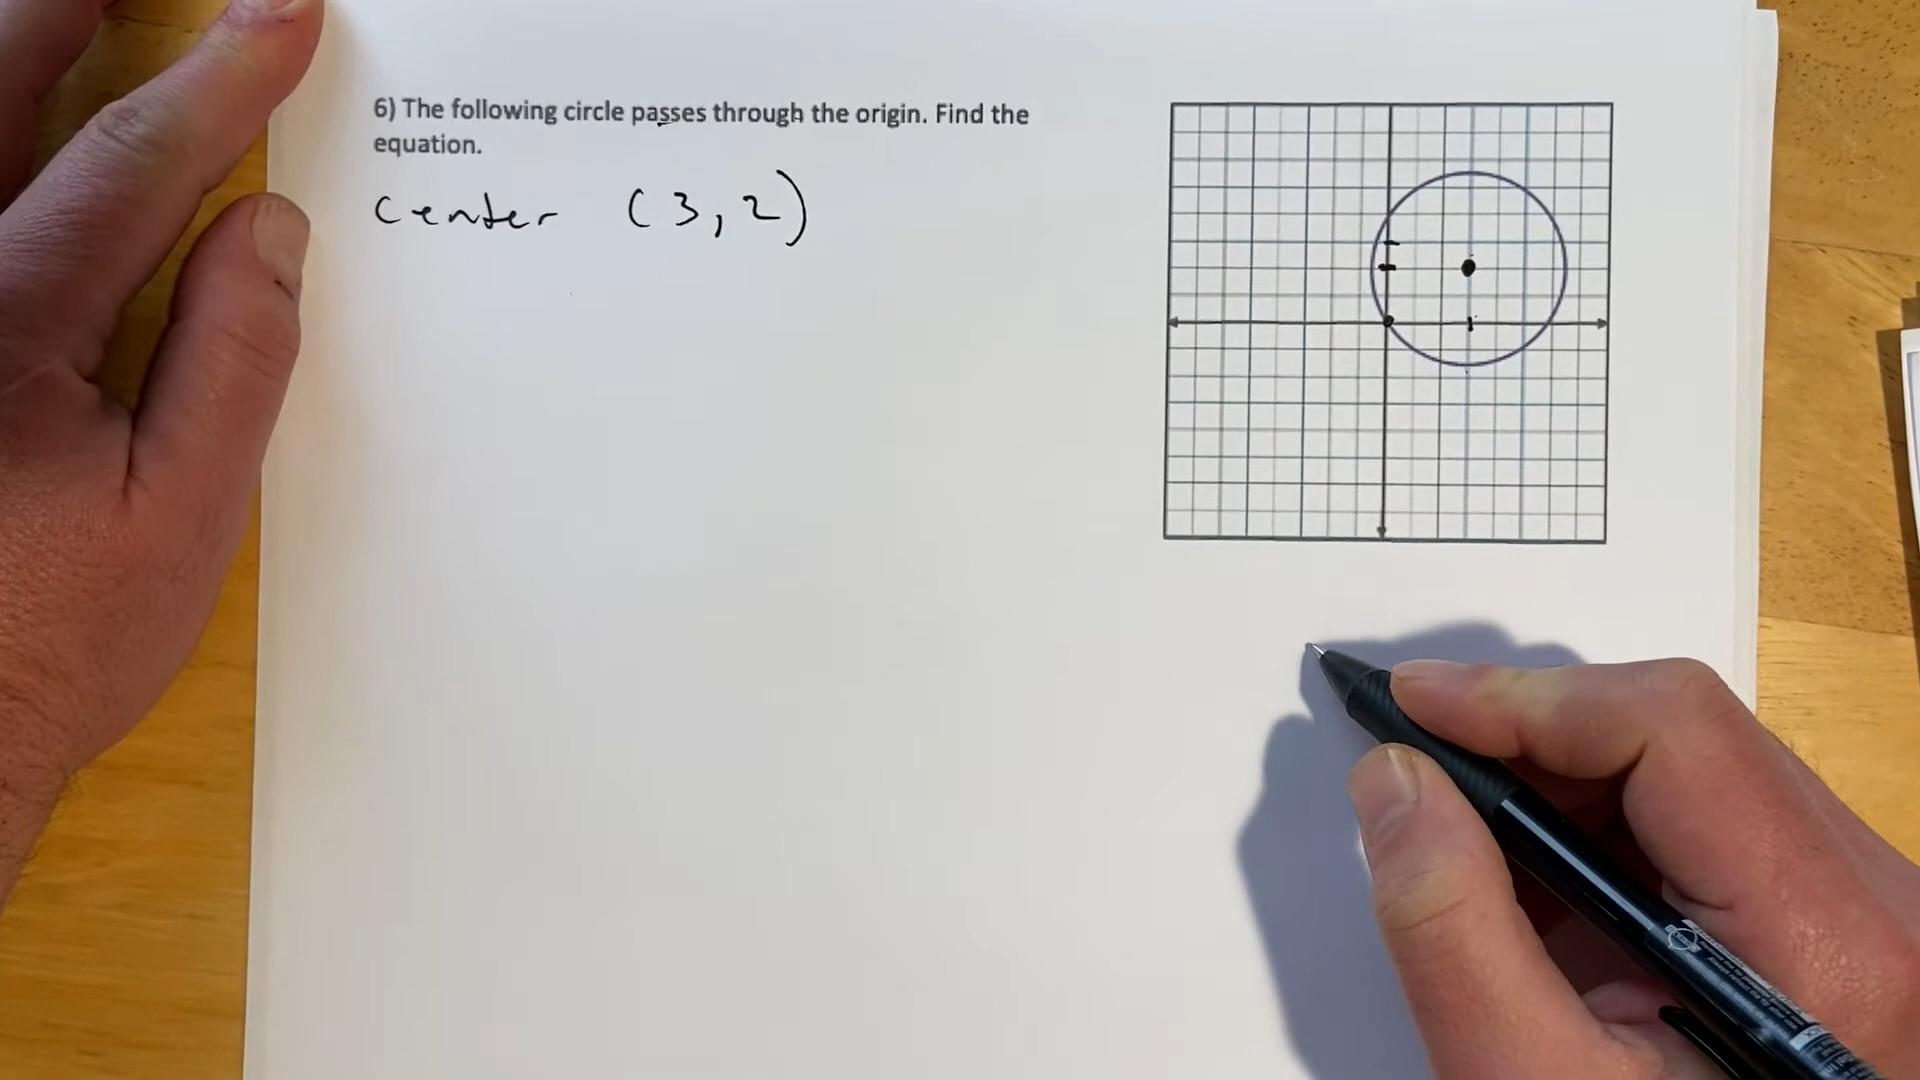 6) The following circle passes through the origin. Find the
equation.
center (3,2)